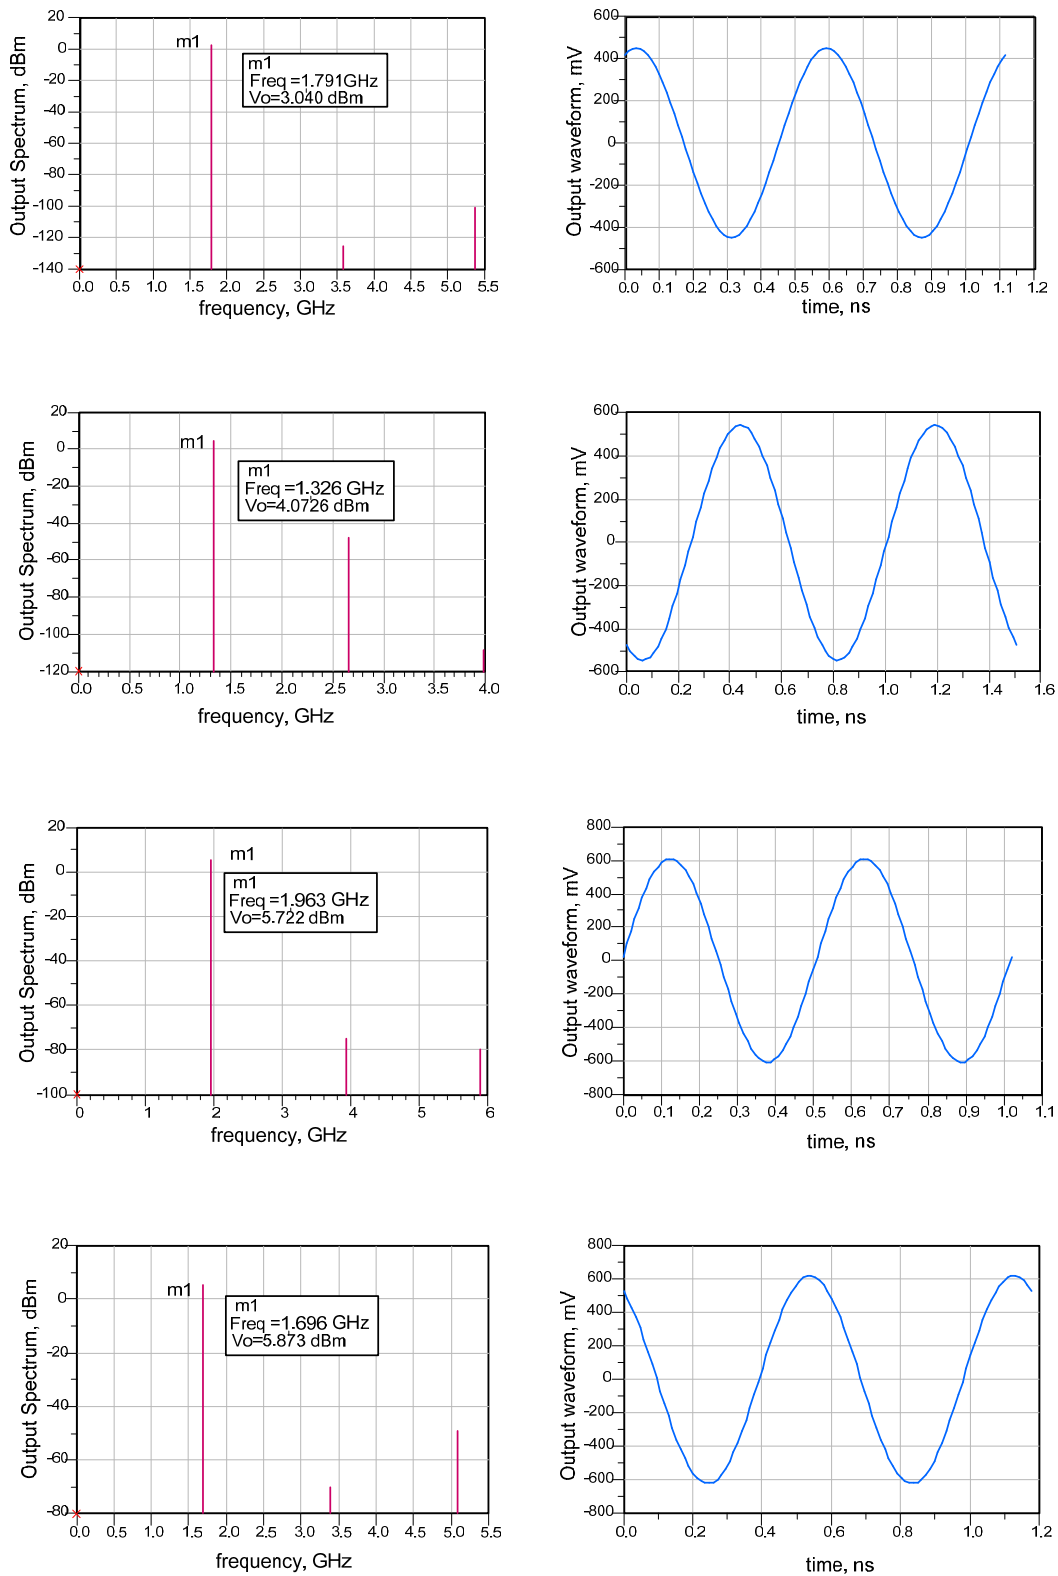 20
0
-20
-40
-60
-80
-100
-120
-140
Output Spectrum, dBm
m1
m1
Freq =1.791GHz
Vo=3.040 dBm
0.0 0.5 1.0 1.5 2.0 2.5 3.0 3.5 4.0 4.5 5.0 5.5
frequency, GHz
600
400
200
0
-200
-400
-600
Output waveform, mV
0.0 0.1 0.2 0.3 0.4 0.5 0.6 0.7 0.8 0.9 1.0 1.1 1.2
time, ns
20
0
-20
-40
-60
-80
-100
-120
Output Spectrum, dBm
m1
m1
Freq =1.326 GHz
Vo=4.0726 dBm
0.0 1.0 1.5 2.0 2.5 3.0 3.5 4.0
frequency, GHz
600
400
200
0
-200
-400
-600
Output waveform, mV
0.0 0.2 0.4 0.6 0.8 1.0 1.2 1.4 1.6
time, ns
20
0
-20
-40
-60
-80
-100
Output Spectrum, dBm
m1
m1
Freq =1.963 GHz
Vo=5.722 dBm
0 1 2 3 4 5 6
frequency, GHz
800
600
400
200
0
-200
-400
-600
-800
Output waveform, mV
0.0 0.1 0.2 0.3 0.4 0.5 0.6 0.7 0.8 0.9 1.0 1.1
time, ns
20
0
-20
-40
-60
-80
Output Spectrum, dBm
m1
m1
Freq =1.696 GHz
Vo=5.873 dBm
0.0 0.5 1.0 1.5 2.0 2.5 3.0 3.5 4.0 4.5 5.0 5.5
frequency, GHz
800
600
400
200
0
-200
-400
-600
-800
Output waveform, mV
0.0 0.2 0.4 0.6 0.8 1.0 1.2
time, ns